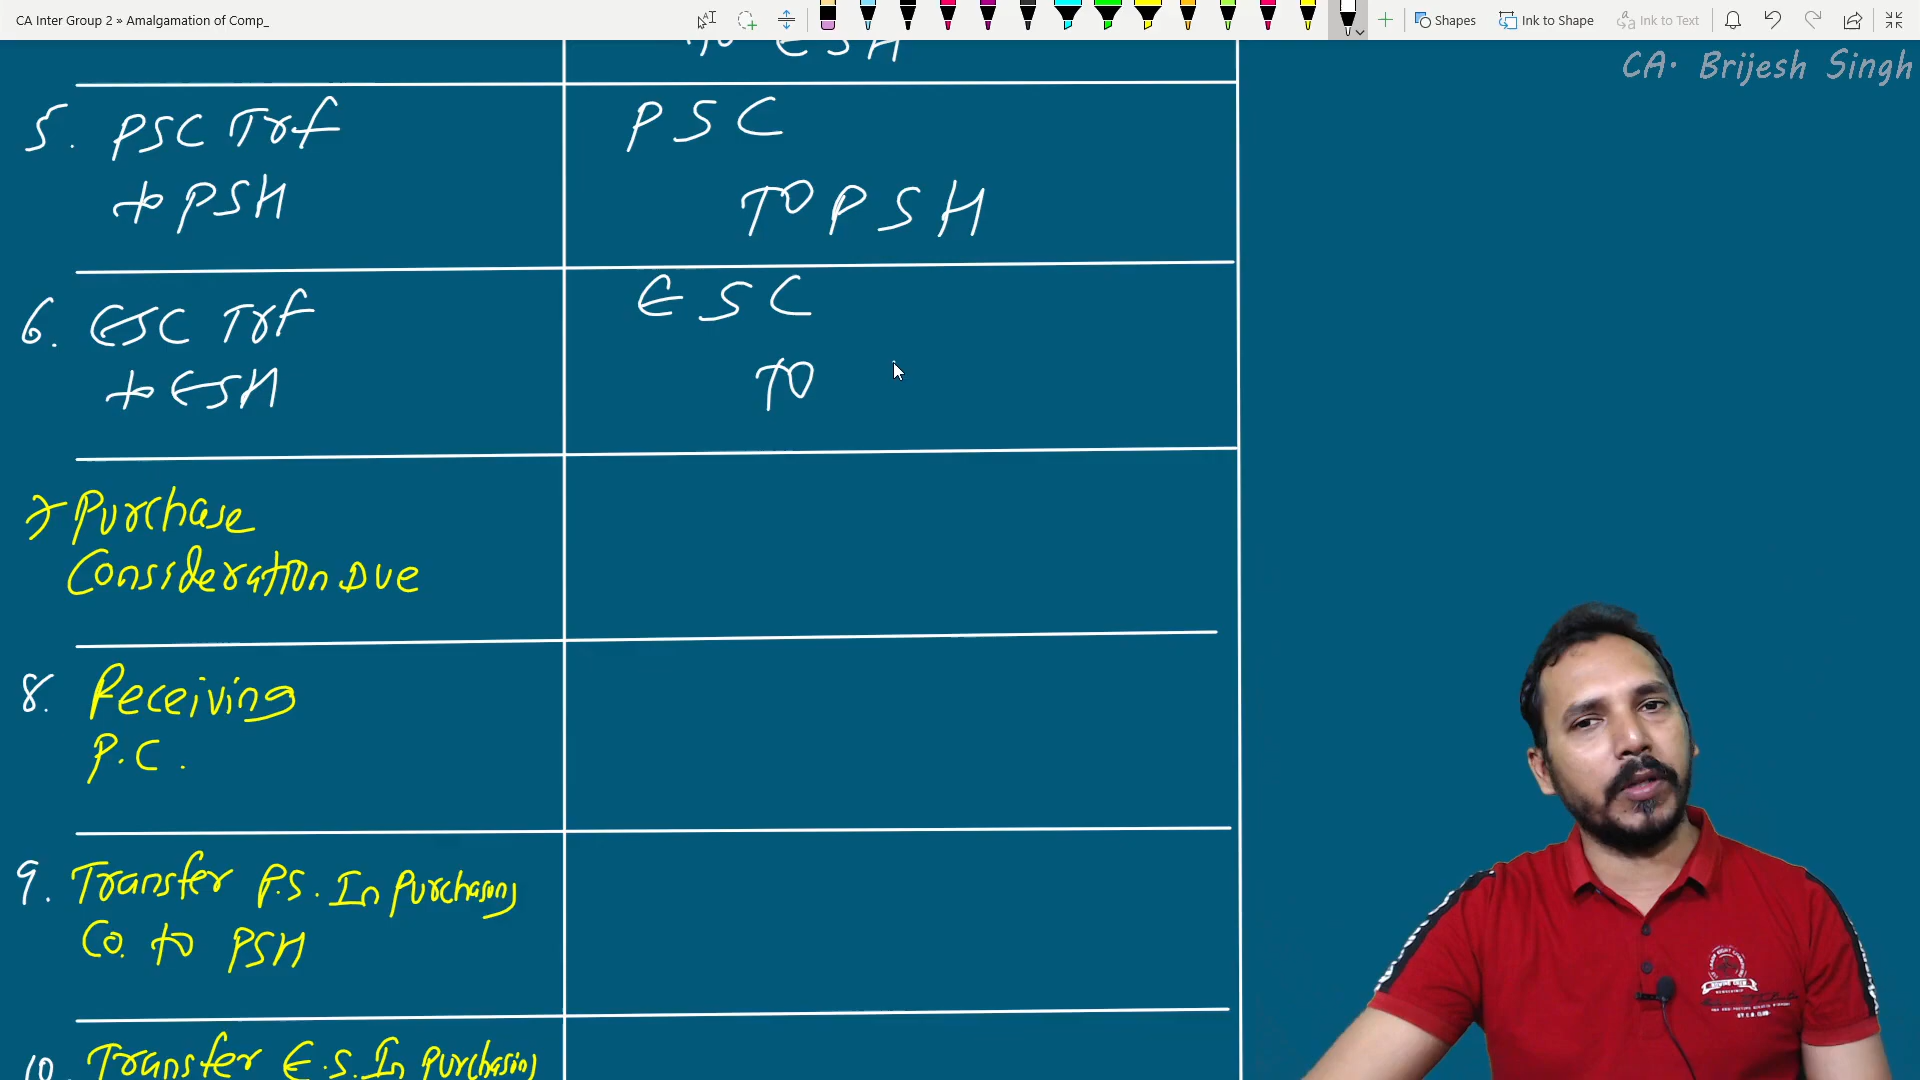 CA Inter Group 2 » Amalgamation of Comp_
Shapes
Ink to Shape
Ink to Text
CA. Brijesh Singh
TO ESH
5. PSC Trf
to PSH
PSC
TO PSH
6. ESC Trf
to ESH
ESC
TO
7 Purchase
Consideration Due
8. Receiving
P.C.
9. Transfer P.S. In Purchasing
Co. to PSH
10. Transfer E.S. In Purchasing